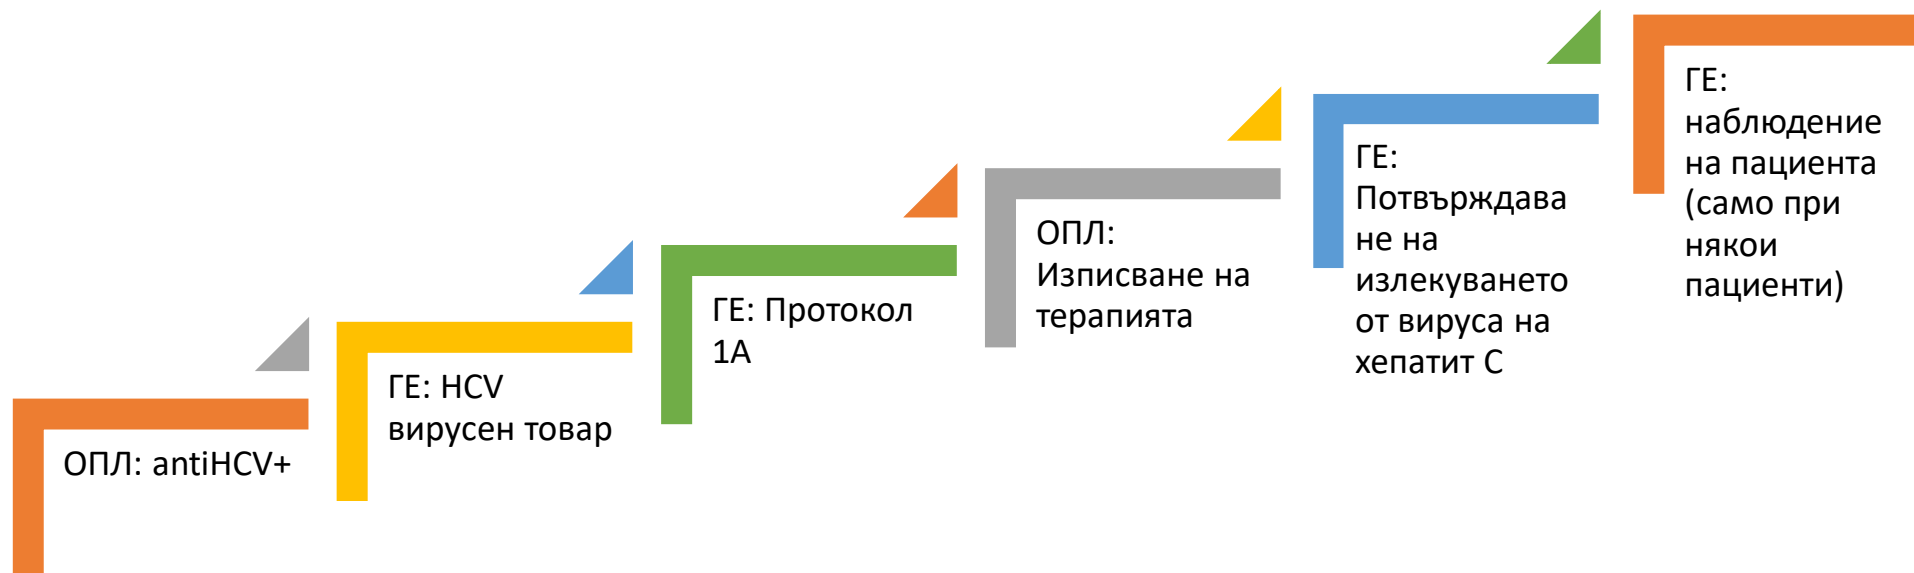 ОПЛ: antiHCV+
ГЕ: HCV
вирусен товар
ГЕ: Протокол
1А
ОПЛ:
Изписване на
терапията
ГЕ:
Потвърждава
не на
излекуването
от вируса на
хепатит С
ГЕ:
наблюдение
на пациента
(само при
някои
пациенти)